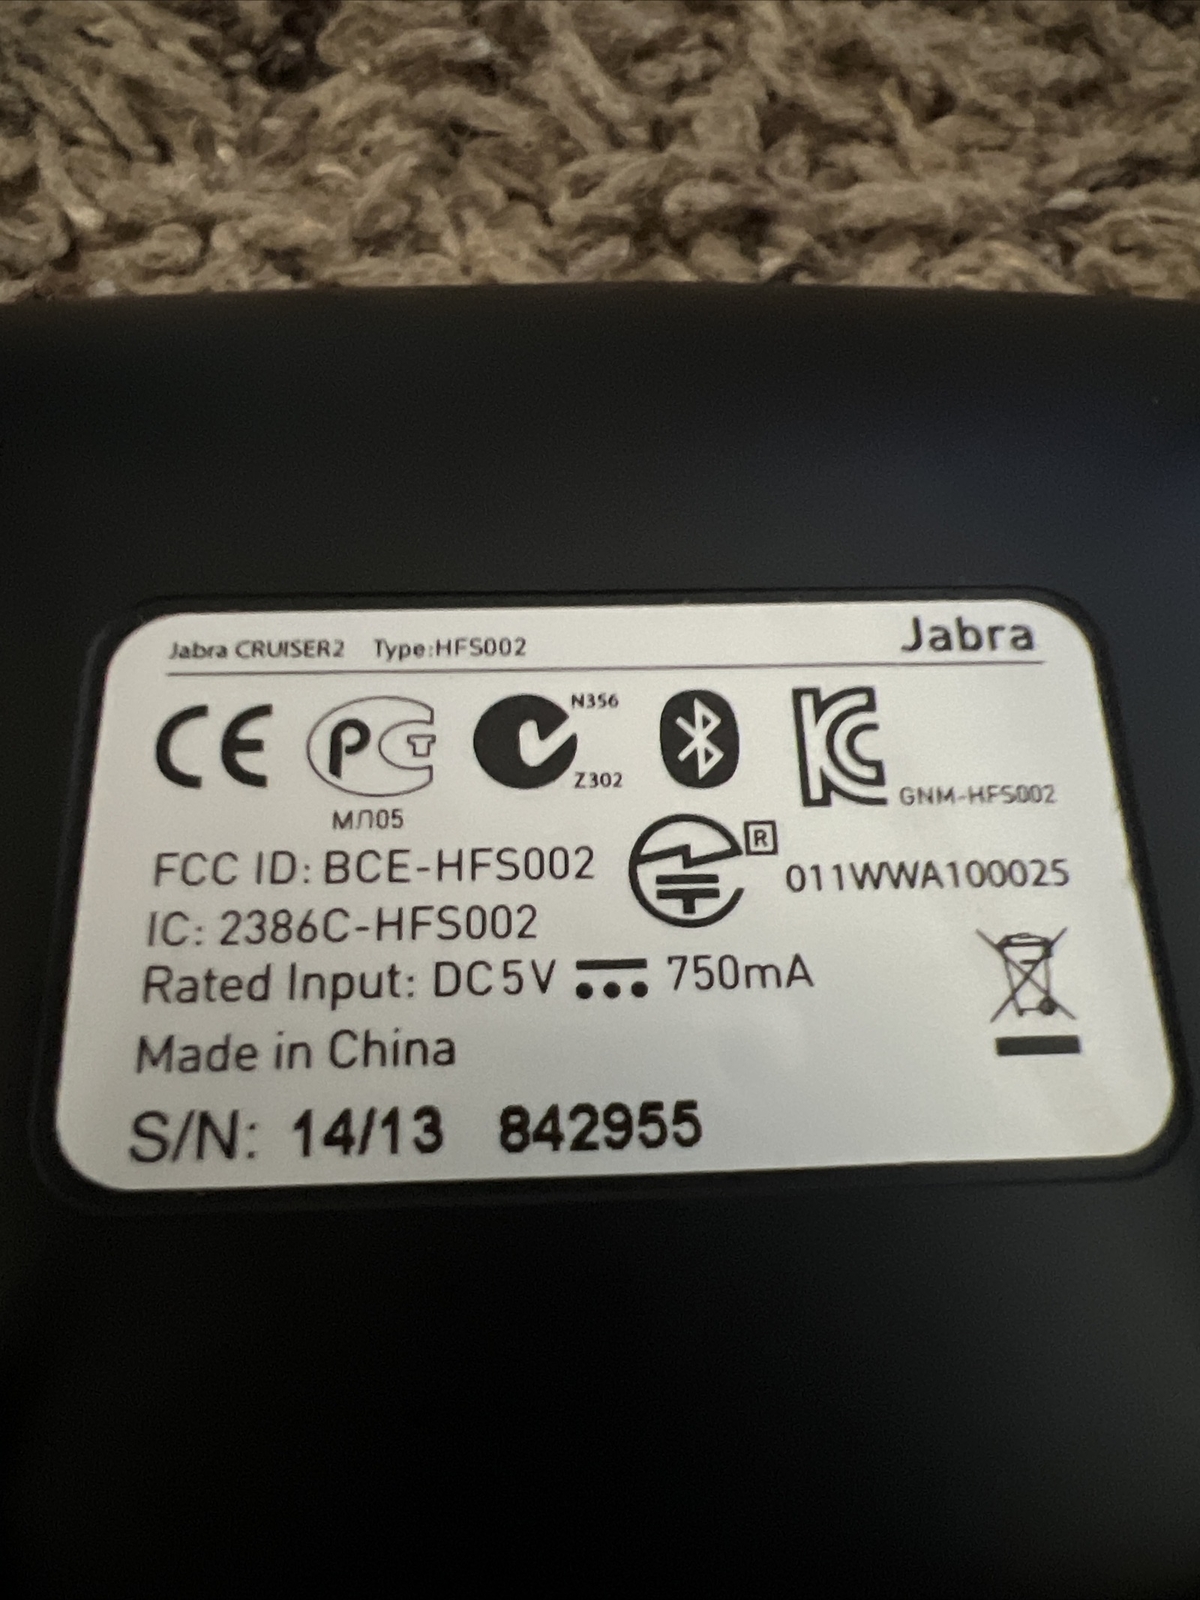 Jabra CRUISER2 Type:HFS002 Jabra
CE PG T N356
Z302
МЛ05 GNM-HFS002
FCC ID: BCE-HFS002 R 011WWA100025
IC: 2386C-HFS002
Rated Input: DC5V 750mA
Made in China
S/N: 14/13 842955